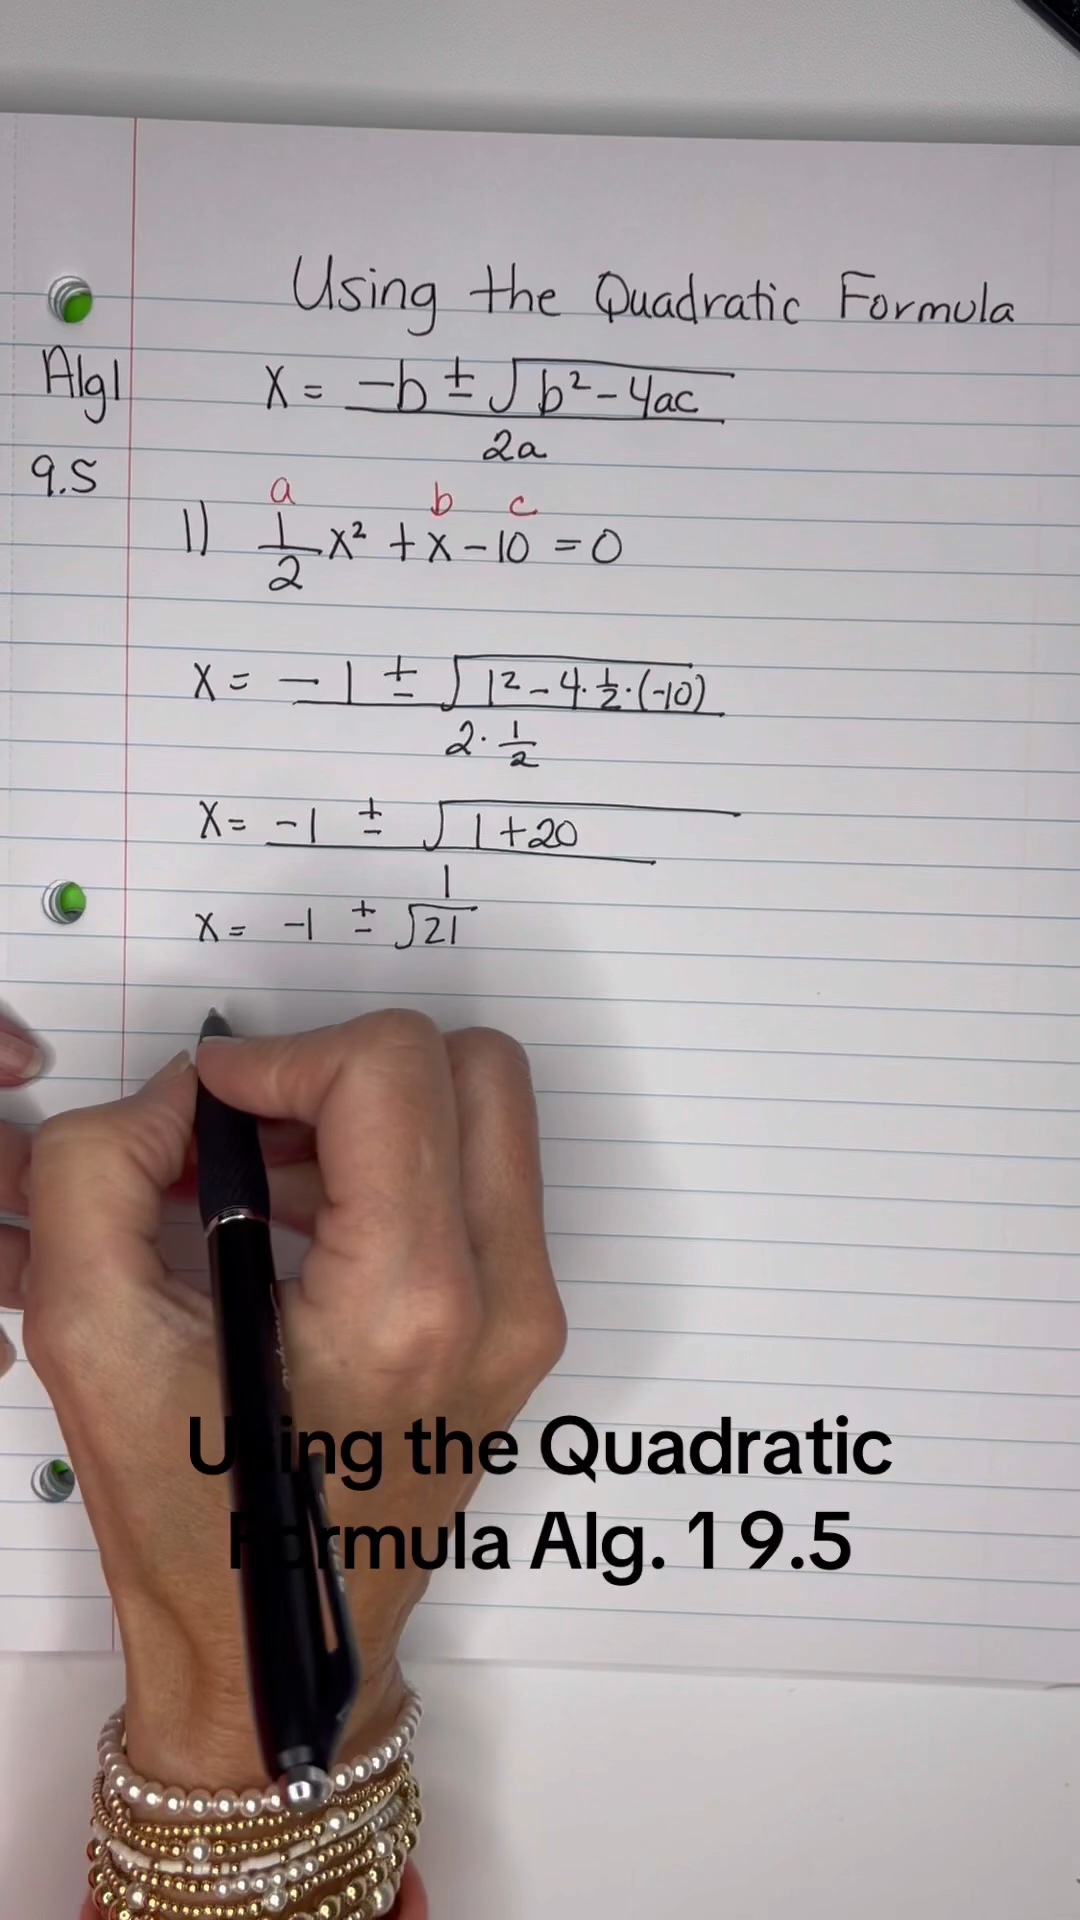 Using the Quadratic Formula
Alg1
x = -b ± √b² - 4ac
2a
9.5
a b c
1) 1/2 x² + x - 10 = 0
x = -1 ± √1² - 4·1/2·(-10)
2·1/2
x = -1 ± √1+20
1
x = -1 ± √21
Using the Quadratic
Formula Alg. 1 9.5